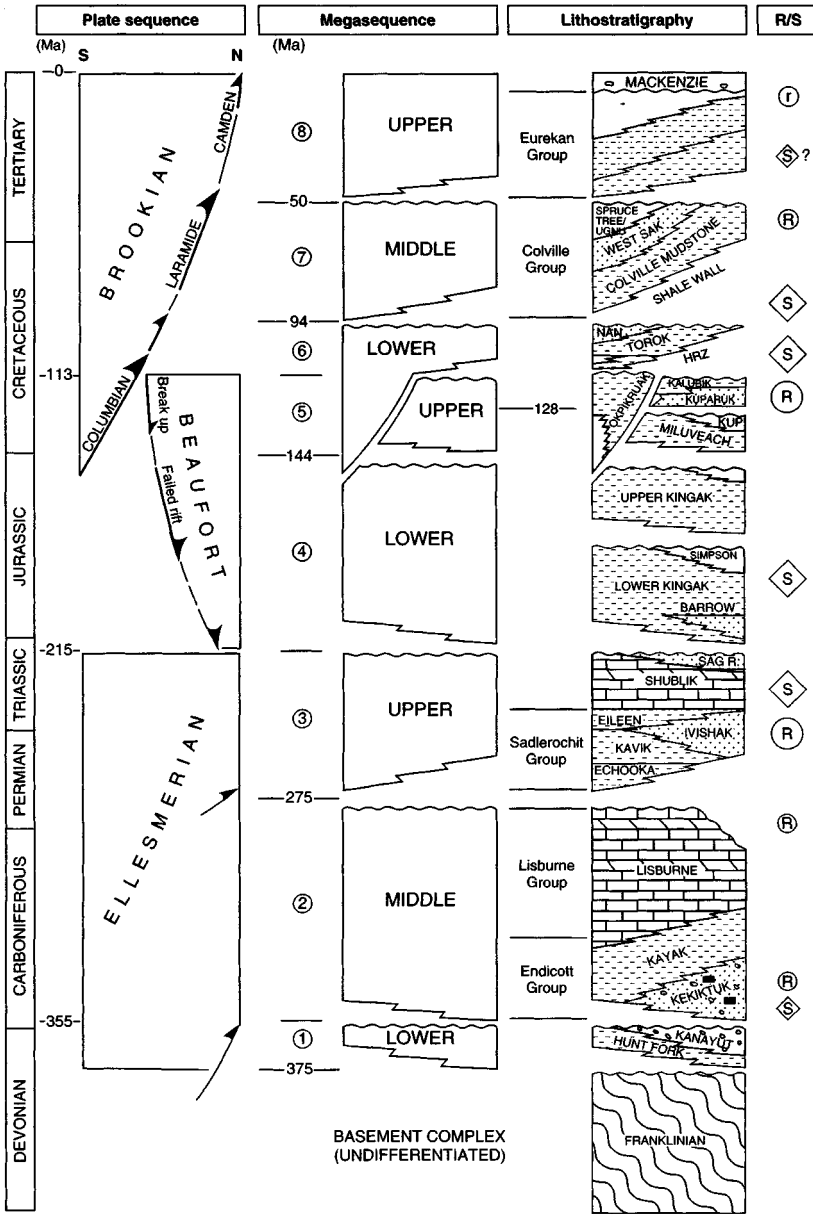 Plate sequence
Megasequence
Lithostratigraphy
R/S
(Ma)
S
N
(Ma)
TERTIARY
CRETACEOUS
JURASSIC
TRIASSIC
PERMIAN
CARBONIFEROUS
DEVONIAN
0
113
215
355
BROOKIAN
CAMDEN
LARAMIDE
COLUMBIAN
Break up
Failed rift
BEAUFORT
ELLESMERIAN
8
UPPER
50
7
MIDDLE
94
6
LOWER
5
UPPER
144
4
LOWER
3
UPPER
275
2
MIDDLE
1
LOWER
375
BASEMENT COMPLEX
(UNDIFFERENTIATED)
Eurekan
Group
Colville
Group
128
Sadlerochit
Group
Lisburne
Group
Endicott
Group
MACKENZIE
SPRUCE
TREE/
UGNU
WEST SAK
COLVILLE MUDSTONE
SHALE WALL
NAN
TOROK
HRZ
OKPIKRUAK
KALUBIK
KUPARUK
KUP
MILUVEACH
UPPER KINGAK
SIMPSON
LOWER KINGAK
BARROW
SAG R.
SHUBLIK
EILEEN
IVISHAK
KAVIK
ECHOOKA
LISBURNE
KAYAK
KEKIKTUK
KANAYUT
HUNT FORK
FRANKLINIAN
r
S ?
R
S
S
R
S
S
R
R
R
S